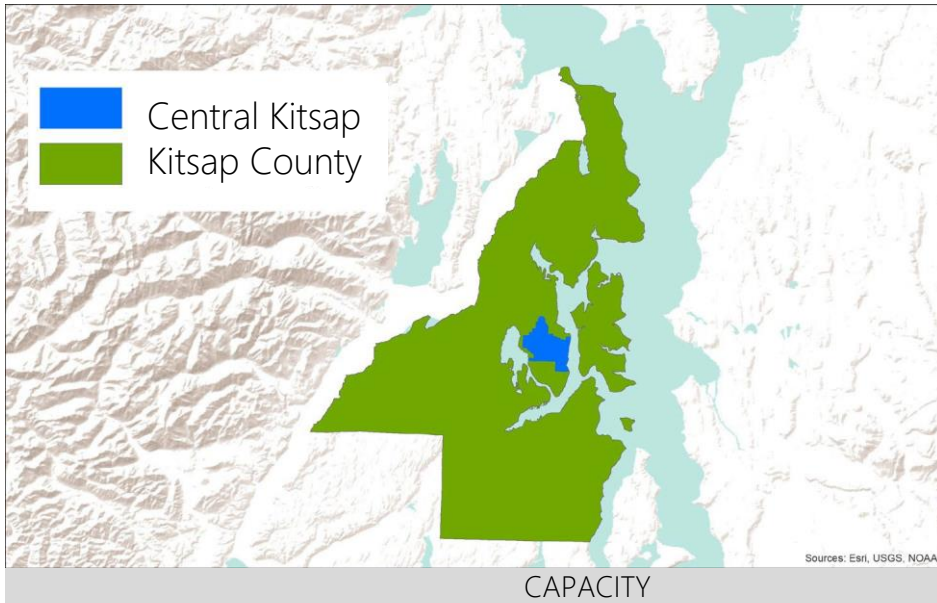 Central Kitsap
Kitsap County
Sources: Esri, USGS, NOAA
CAPACITY